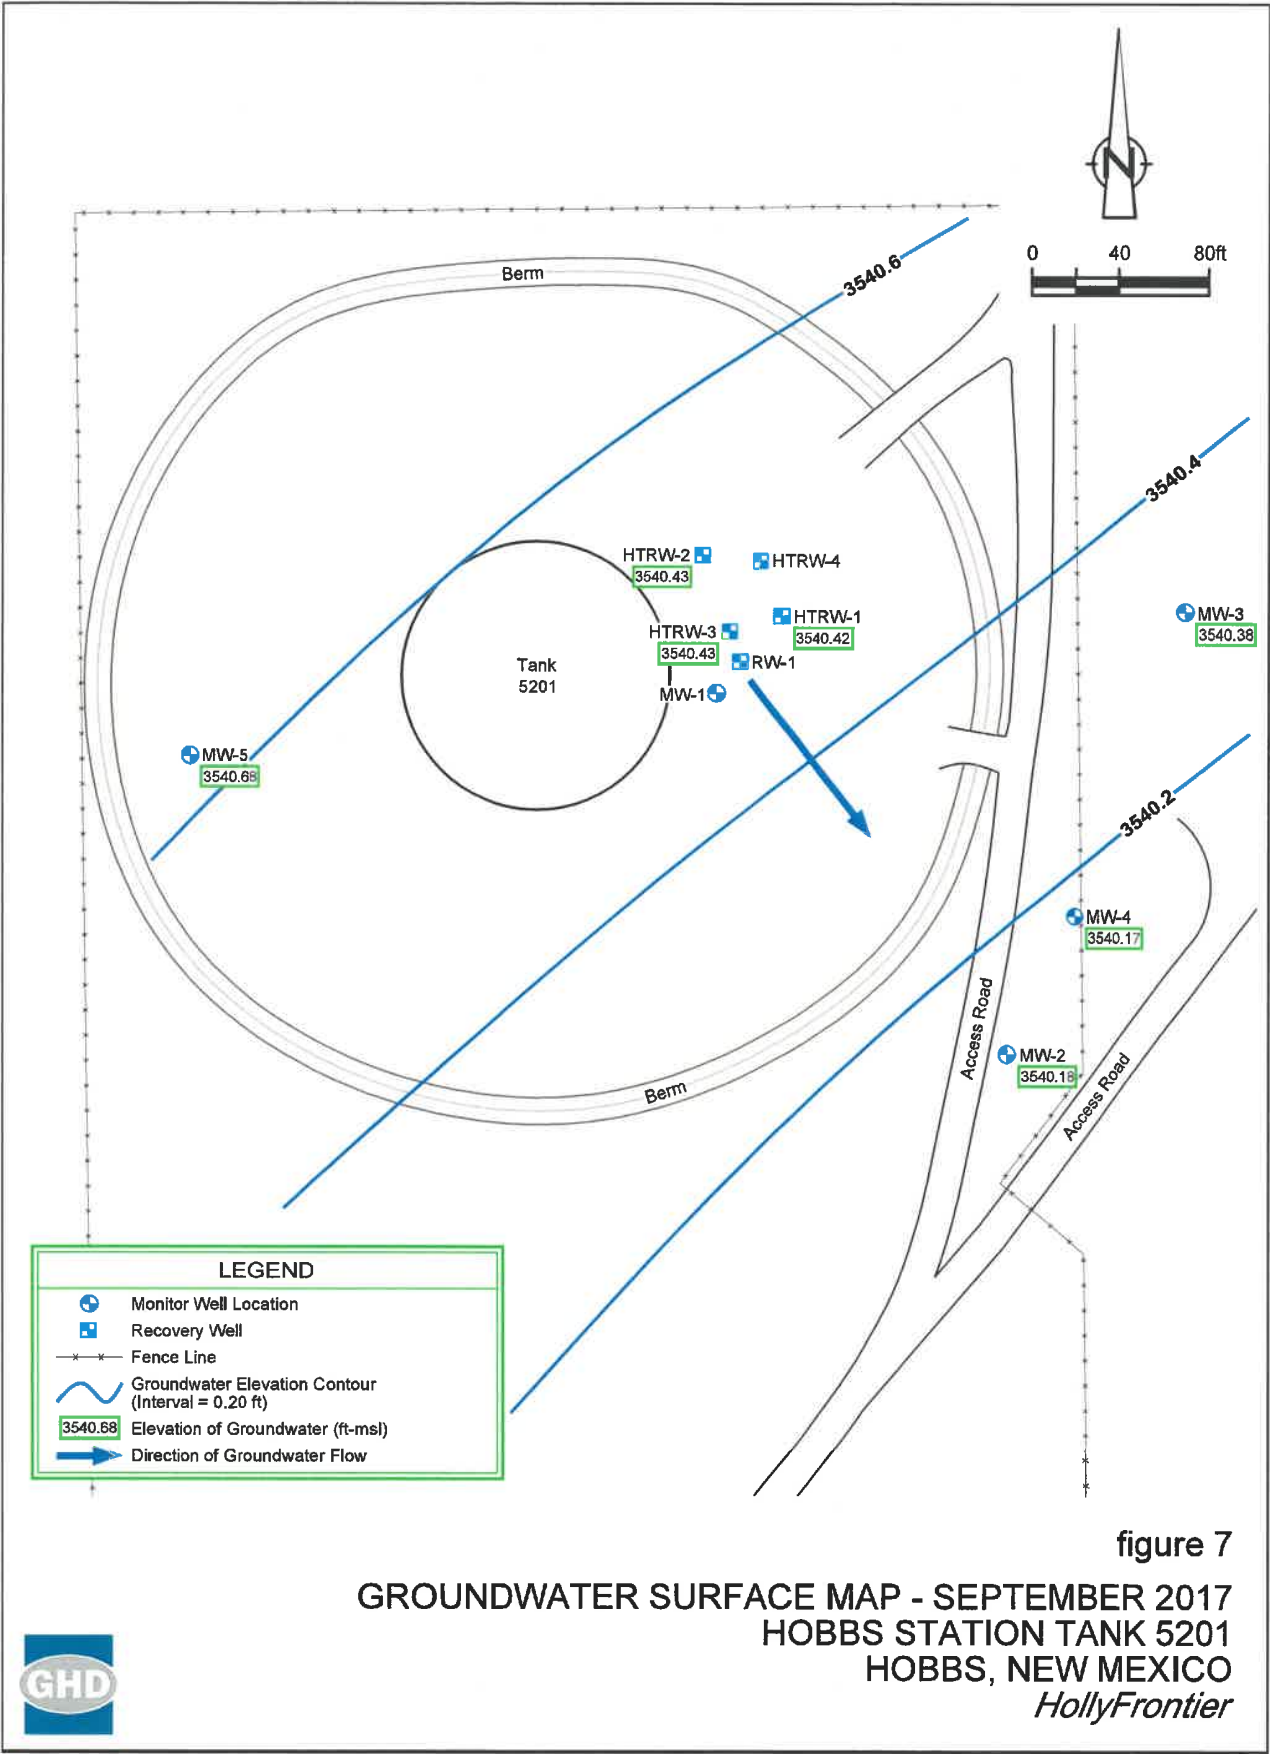 N
0 40 80ft
3540.6
Berm
3540.4
HTRW-2
3540.43
HTRW-4
HTRW-1
3540.42
HTRW-3
3540.43
RW-1
MW-1
MW-3
3540.38
Tank
5201
MW-5
3540.68
3540.2
MW-4
3540.17
Access Road
MW-2
3540.18
Access Road
Berm
LEGEND
Monitor Well Location
Recovery Well
Fence Line
Groundwater Elevation Contour
(Interval = 0.20 ft)
3540.68 Elevation of Groundwater (ft-msl)
Direction of Groundwater Flow
figure 7
GROUNDWATER SURFACE MAP - SEPTEMBER 2017
HOBBS STATION TANK 5201
HOBBS, NEW MEXICO
HollyFrontier
GHD